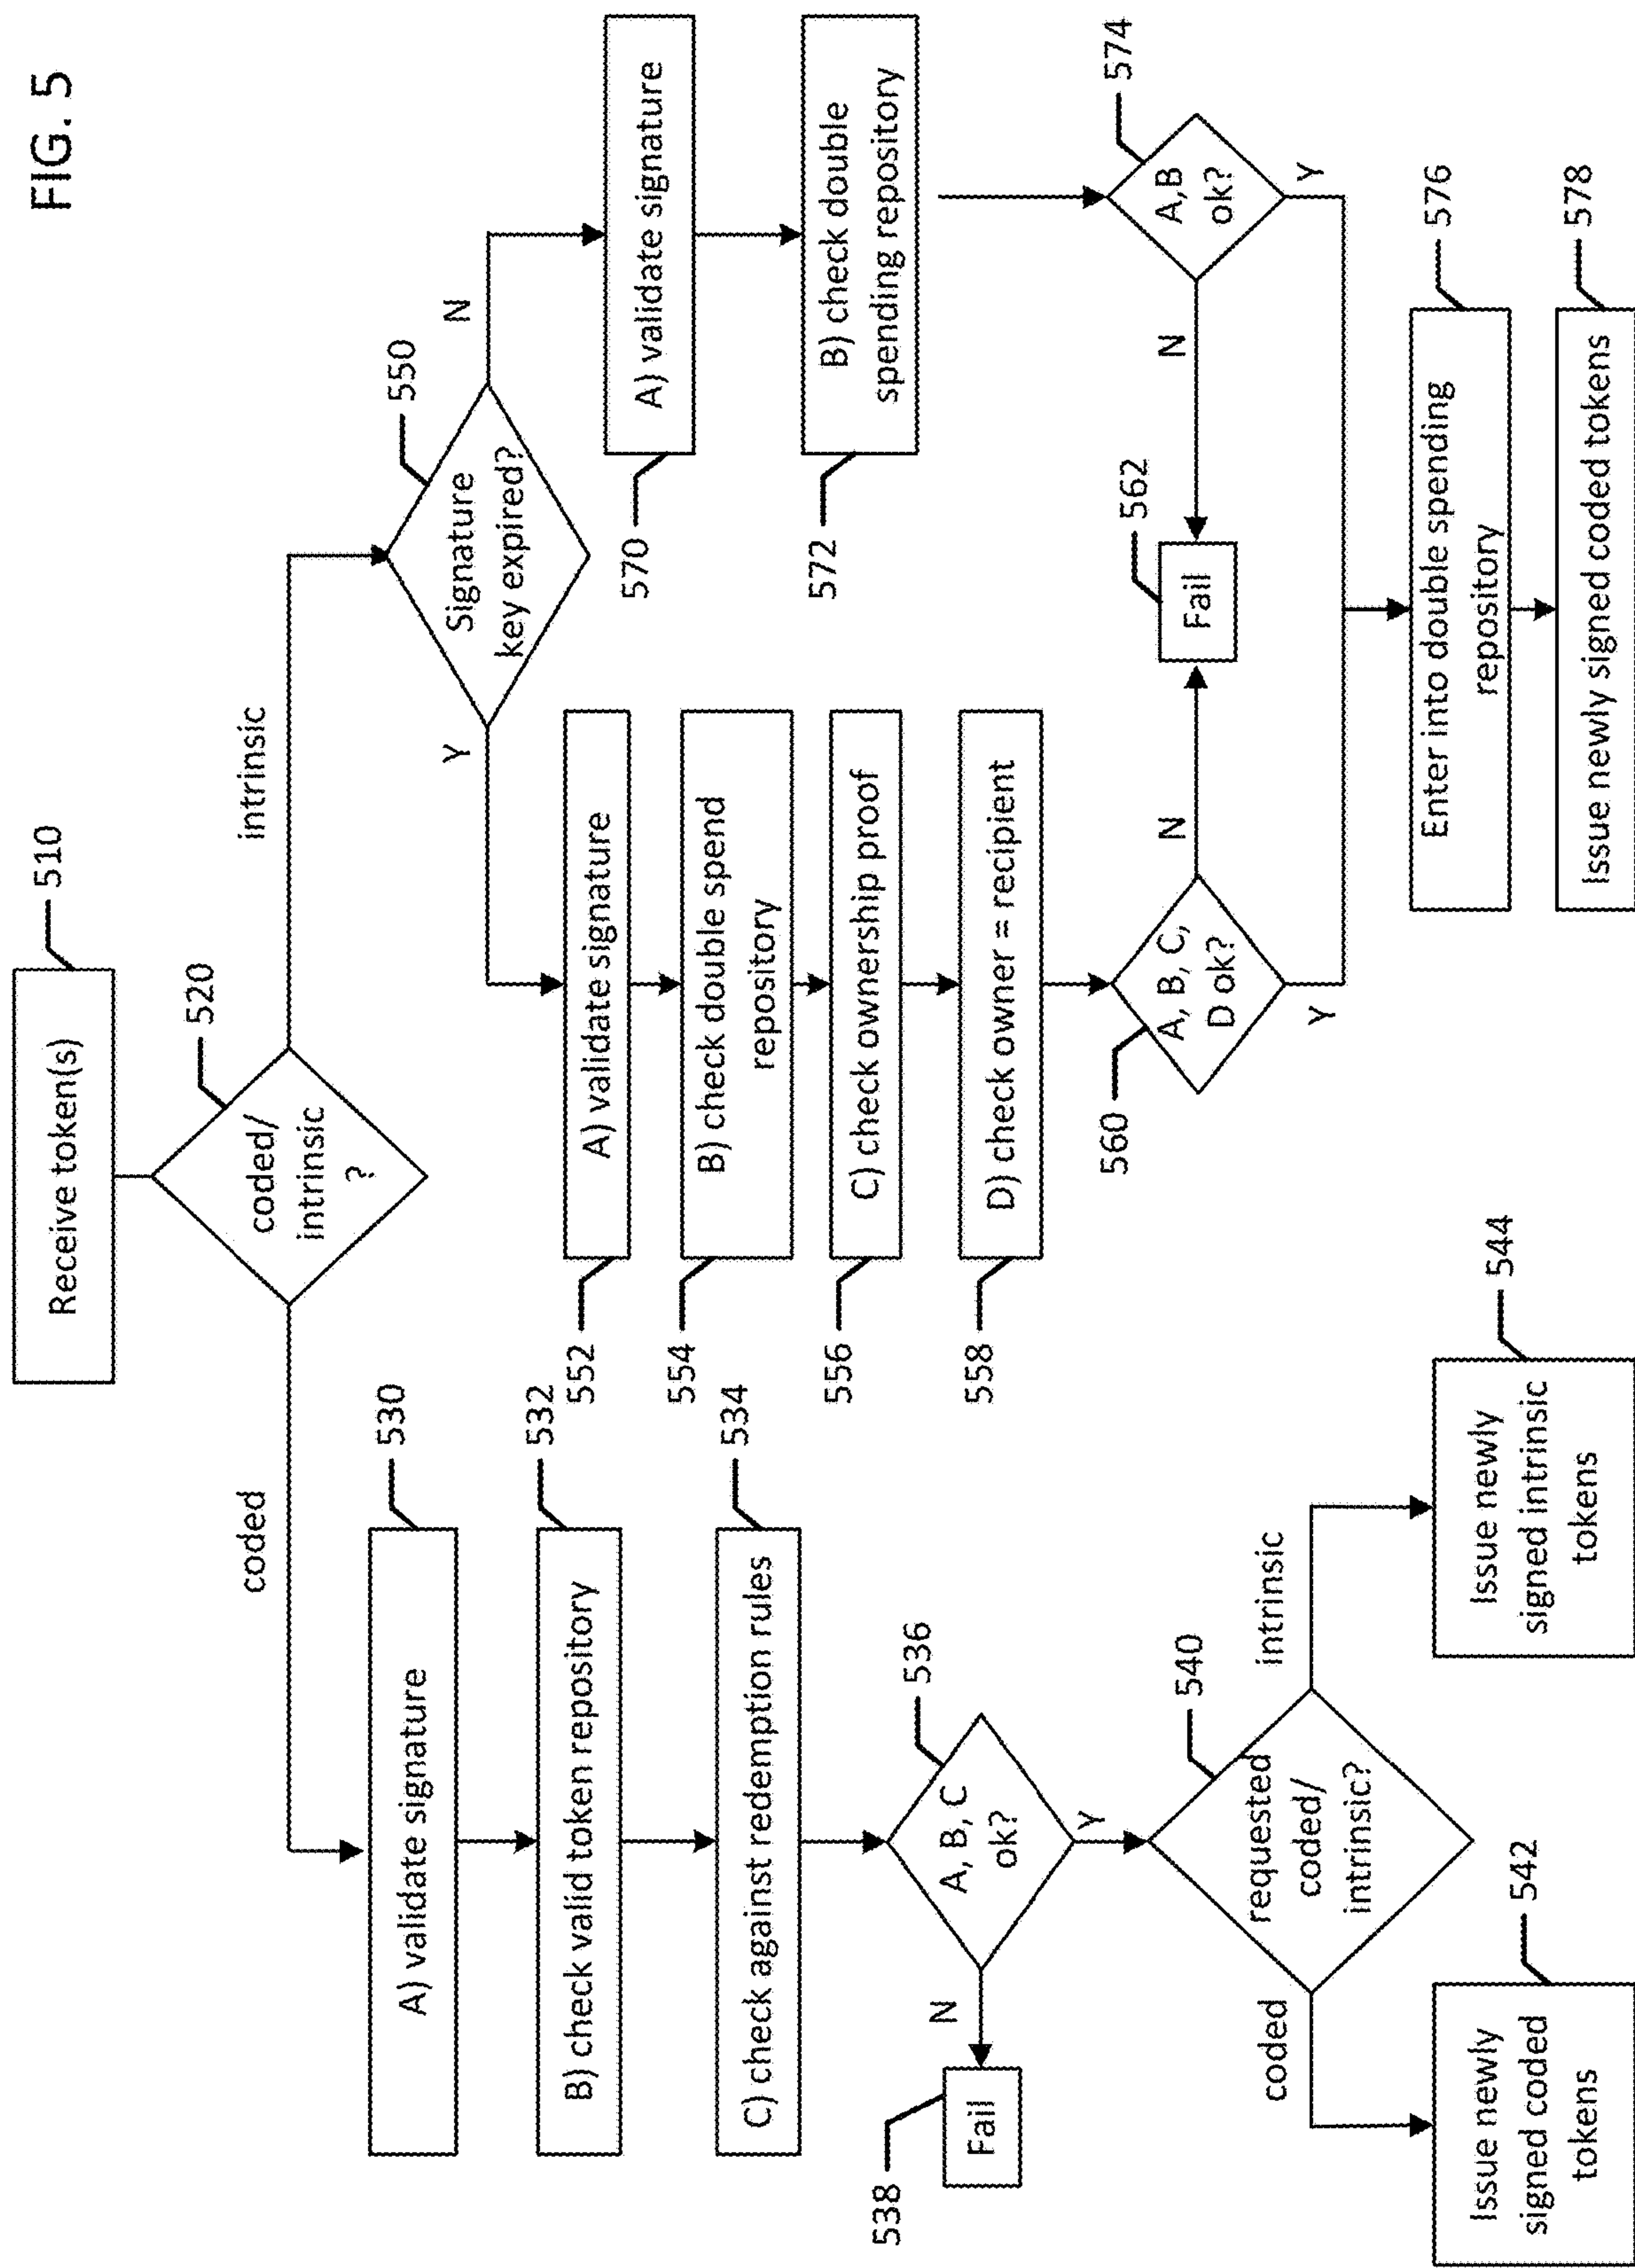 FIG. 5
Receive token(s)
510
coded/
intrinsic
?
520
coded
intrinsic
A) validate signature
530
B) check valid token repository
532
C) check against redemption rules
534
A, B, C
ok?
536
N
Y
Fail
538
requested
coded/
intrinsic?
540
coded
intrinsic
Issue newly
signed coded
tokens
542
Issue newly
signed intrinsic
tokens
544
Signature
key expired?
550
Y
N
A) validate signature
552
B) check double spend
repository
554
C) check ownership proof
556
D) check owner = recipient
558
A, B, C,
D ok?
560
N
Y
Fail
562
A) validate signature
570
B) check double
spending repository
572
A,B
ok?
574
N
Y
Enter into double spending
repository
576
Issue newly signed coded tokens
578